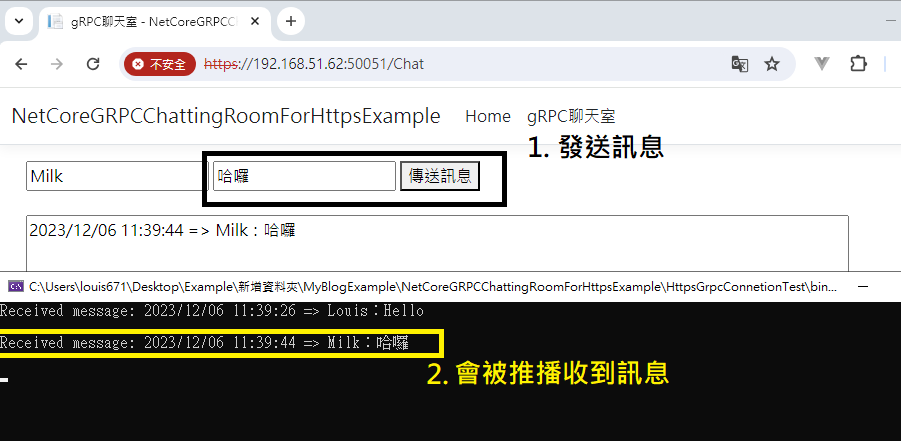 gRPC聊天室 - NetCoreGRPCC
不安全 https://192.168.51.62:50051/Chat
NetCoreGRPCChattingRoomForHttpsExample Home gRPC聊天室
1. 發送訊息
Milk 哈囉 傳送訊息
2023/12/06 11:39:44 => Milk：哈囉
C:\Users\louis671\Desktop\Example\新增資料夾\MyBlogExample\NetCoreGRPCChattingRoomForHttpsExample\HttpsGrpcConnetionTest\bin...
Received message: 2023/12/06 11:39:26 => Louis：Hello
Received message: 2023/12/06 11:39:44 => Milk：哈囉
2. 會被推播收到訊息